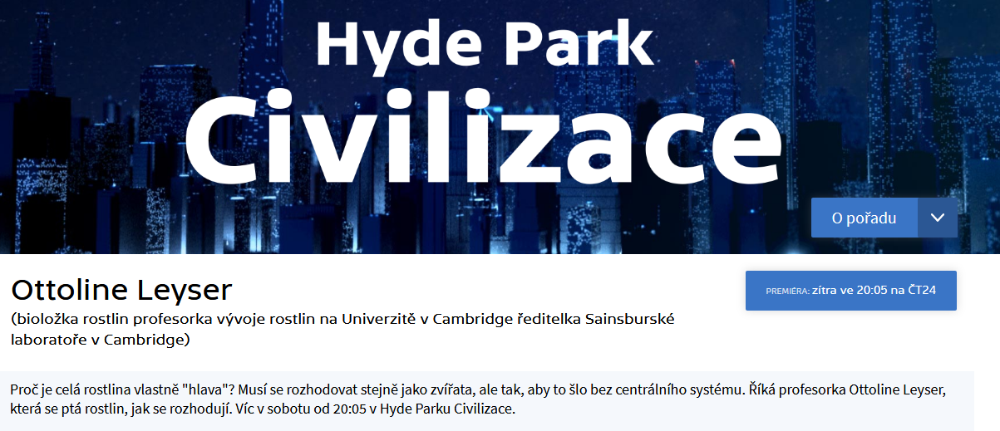 Hyde Park
Civilizace
O pořadu
Ottoline Leyser
PREMIÉRA: zítra ve 20:05 na ČT24
(bioložka rostlin profesorka vývoje rostlin na Univerzitě v Cambridge ředitelka Sainsburské
laboratoře v Cambridge)
Proč je celá rostlina vlastně "hlava"? Musí se rozhodovat stejně jako zvířata, ale tak, aby to šlo bez centrálního systému. Říká profesorka Ottoline Leyser,
která se ptá rostlin, jak se rozhodují. Víc v sobotu od 20:05 v Hyde Parku Civilizace.